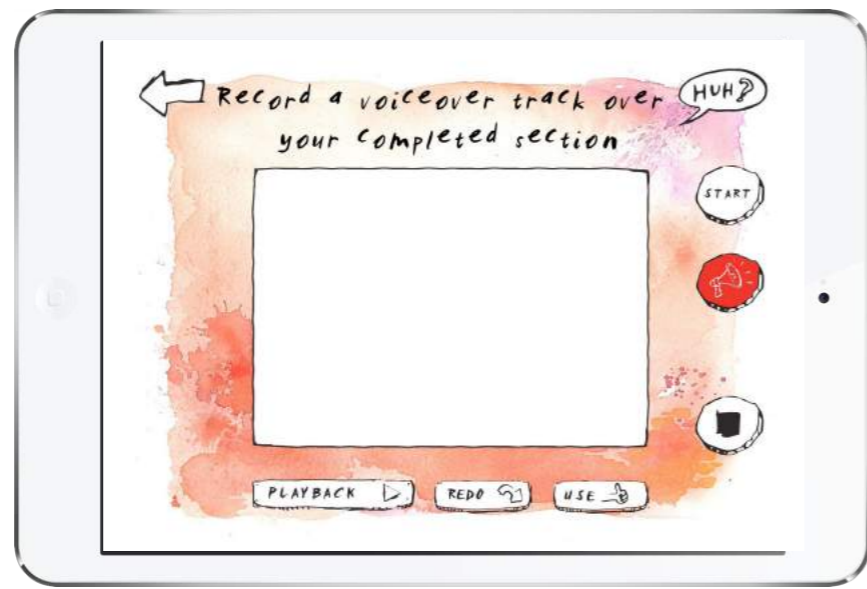 Record a voiceover track over
your completed section
HUH?
START
PLAYBACK
REDO
USE